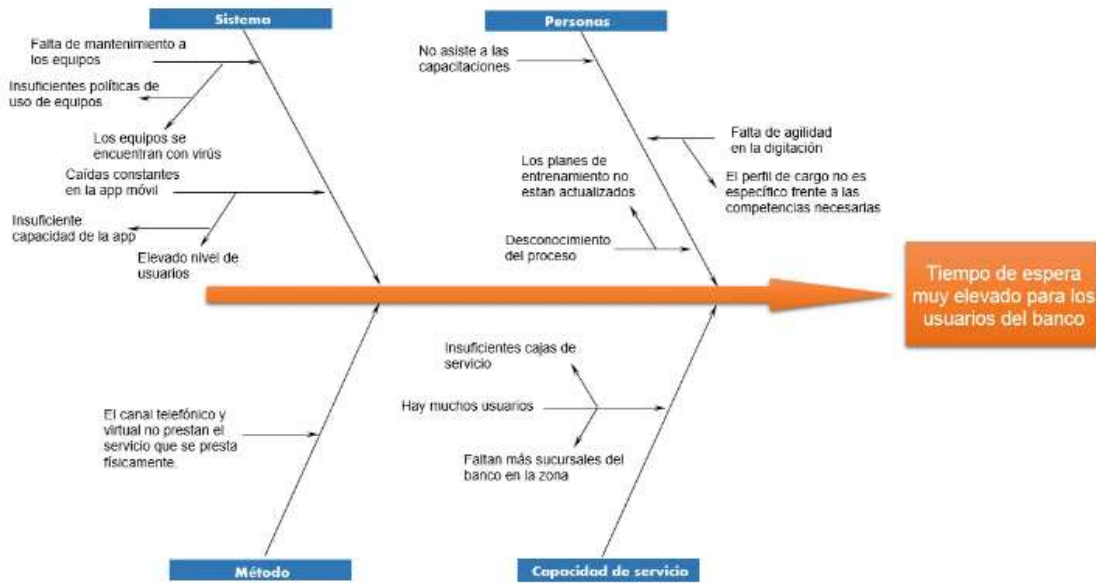 Sistema
Personas
Falta de mantenimiento a
los equipos
Insuficientes políticas de
uso de equipos
Los equipos se
encuentran con virús
Caídas constantes
en la app móvil
Insuficiente
capacidad de la app
Elevado nivel de
usuarios
No asiste a las
capacitaciones
Falta de agilidad
en la digitación
El perfil de cargo no es
específico frente a las
competencias necesarias
Los planes de
entrenamiento no
estan actualizados
Desconocimiento
del proceso
Tiempo de espera
muy elevado para los
usuarios del banco
El canal telefónico y
virtual no prestan el
servicio que se presta
físicamente.
Insuficientes cajas de
servicio
Hay muchos usuarios
Faltan más sucursales del
banco en la zona
Método
Capacidad de servicio